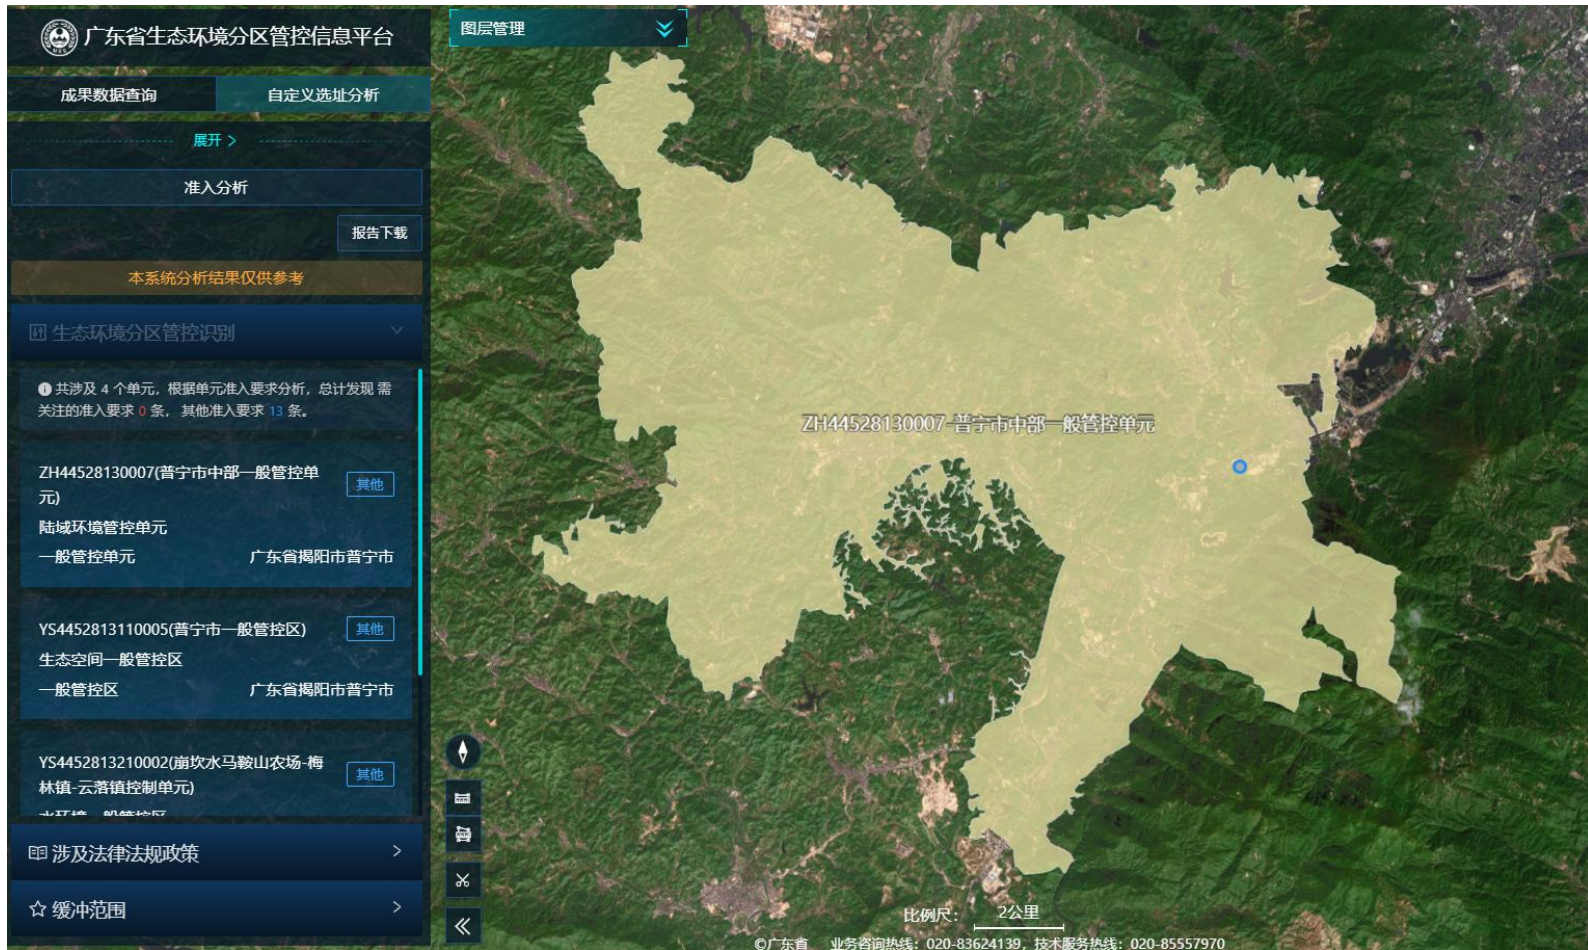 广东省生态环境分区管控信息平台
图层管理
成果数据查询
自定义选址分析
展开 >
准入分析
报告下载
本系统分析结果仅供参考
生态环境分区管控识别
共涉及 4 个单元，根据单元准入要求分析，总计发现 需
关注的准入要求 0 条， 其他准入要求 13 条。
ZH44528130007(普宁市中部一般管控单
元)
其他
陆域环境管控单元
一般管控单元
广东省揭阳市普宁市
YS4452813110005(普宁市一般管控区)
其他
生态空间一般管控区
一般管控区
广东省揭阳市普宁市
YS4452813210002(崩坎水马鞍山农场-梅
林镇-云落镇控制单元)
其他
水环境一般管控区
涉及法律法规政策
缓冲范围
ZH44528130007-普宁市中部一般管控单元
比例尺： 2公里
©广东省 业务咨询热线：020-83624139，技术服务热线：020-85557970